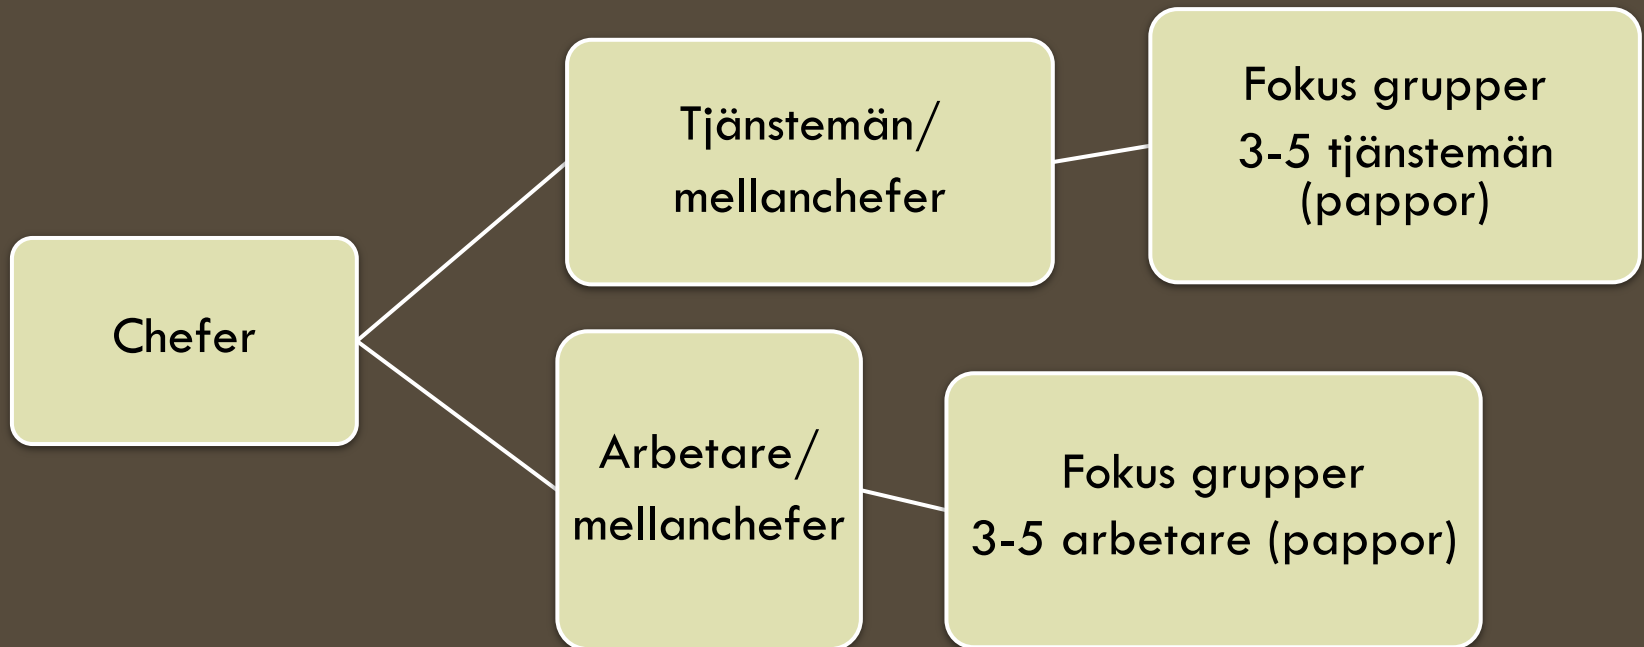 Chefer
Tjänstemän/
mellanchefer
Fokus grupper
3-5 tjänstemän
(pappor)
Arbetare/
mellanchefer
Fokus grupper
3-5 arbetare (pappor)